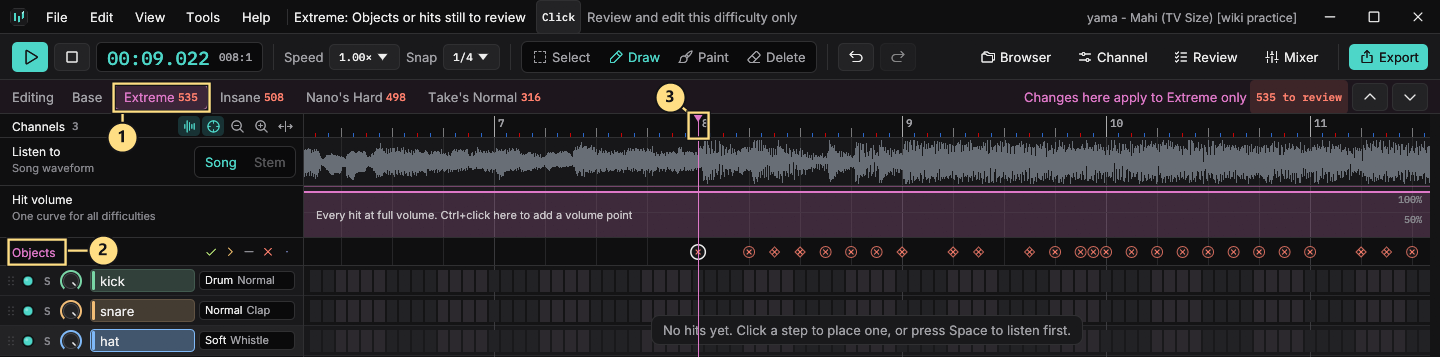 File Edit View Tools Help Extreme: Objects or hits still to review Click Review and edit this difficulty only yama - Mahi (TV Size) [wiki practice]
00:09.022 008:1 Speed 1.00× Snap 1/4 Select Draw Paint Delete Browser Channel Review Mixer Export
Editing Base Extreme 535 Insane 508 Nano's Hard 498 Take's Normal 316 3 Changes here apply to Extreme only 535 to review
1
Channels 3 7 8 9 10 11
Listen to
Song waveform
Song Stem
Hit volume
One curve for all difficulties
Every hit at full volume. Ctrl+click here to add a volume point
100%
50%
Objects 2
S kick Drum Normal
S snare Normal Clap
No hits yet. Click a step to place one, or press Space to listen first.
S hat Soft Whistle